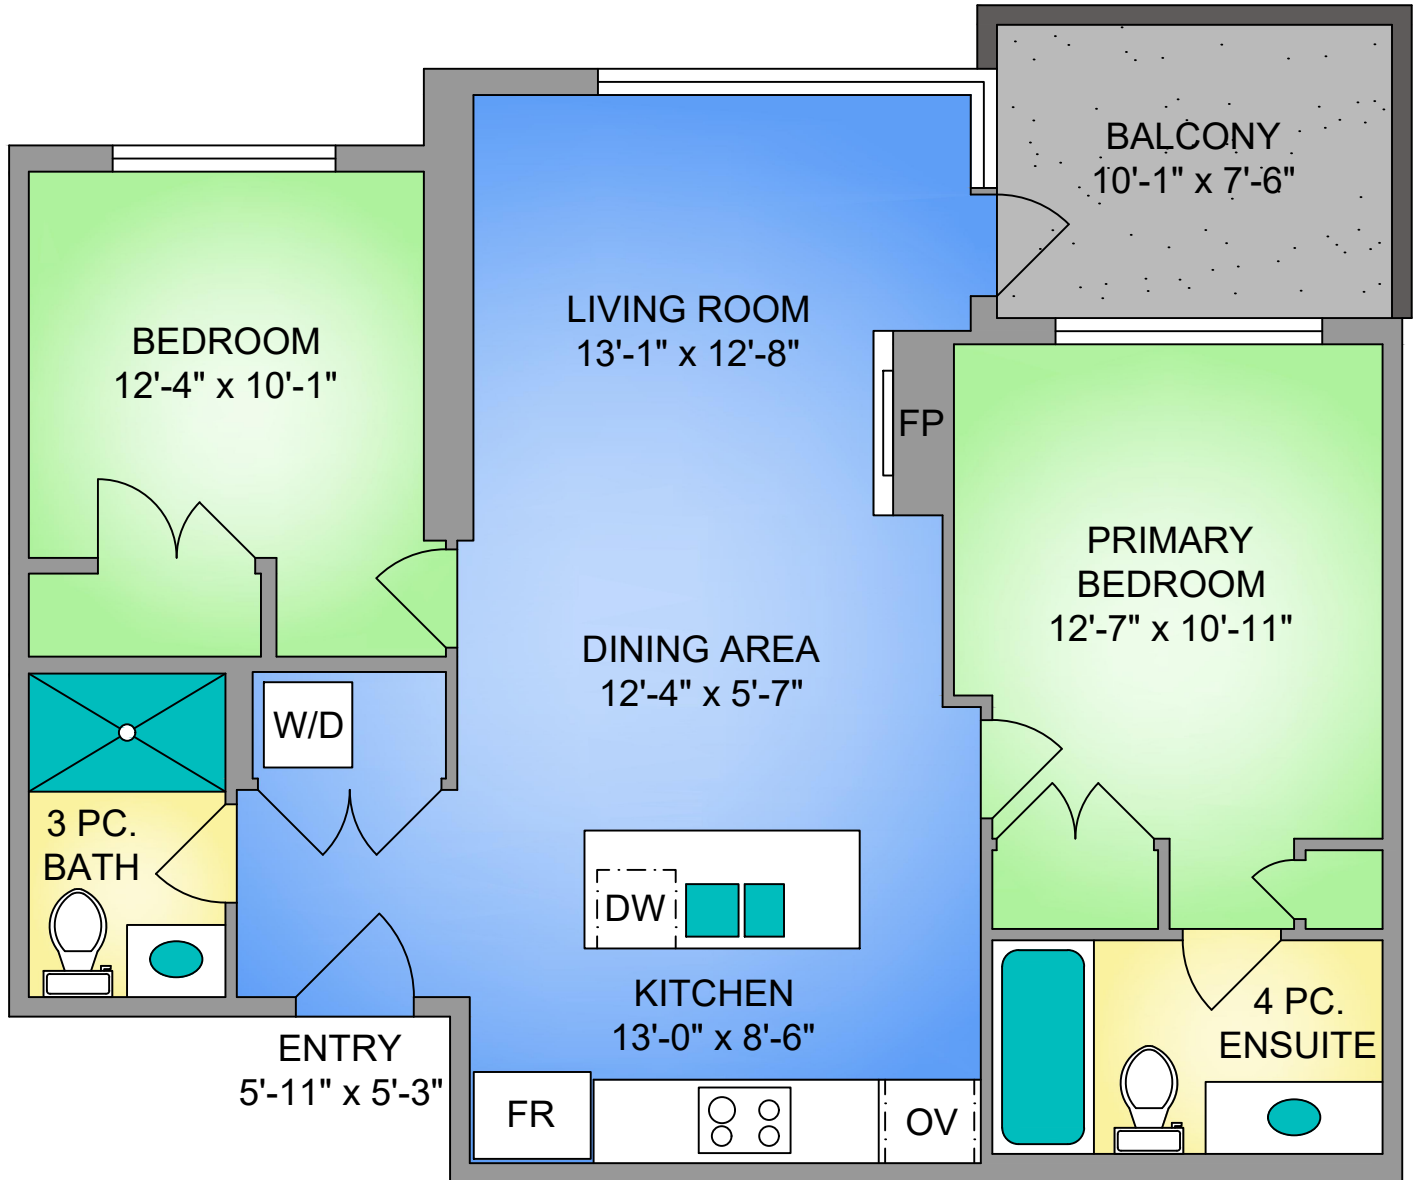 BALCONY
10'-1" x 7'-6"
LIVING ROOM
13'-1" x 12'-8"
BEDROOM
12'-4" x 10'-1"
FP
PRIMARY
BEDROOM
12'-7" x 10'-11"
DINING AREA
12'-4" x 5'-7"
W/D
3 PC.
BATH
DW
KITCHEN
13'-0" x 8'-6"
4 PC.
ENSUITE
ENTRY
5'-11" x 5'-3"
FR
OV